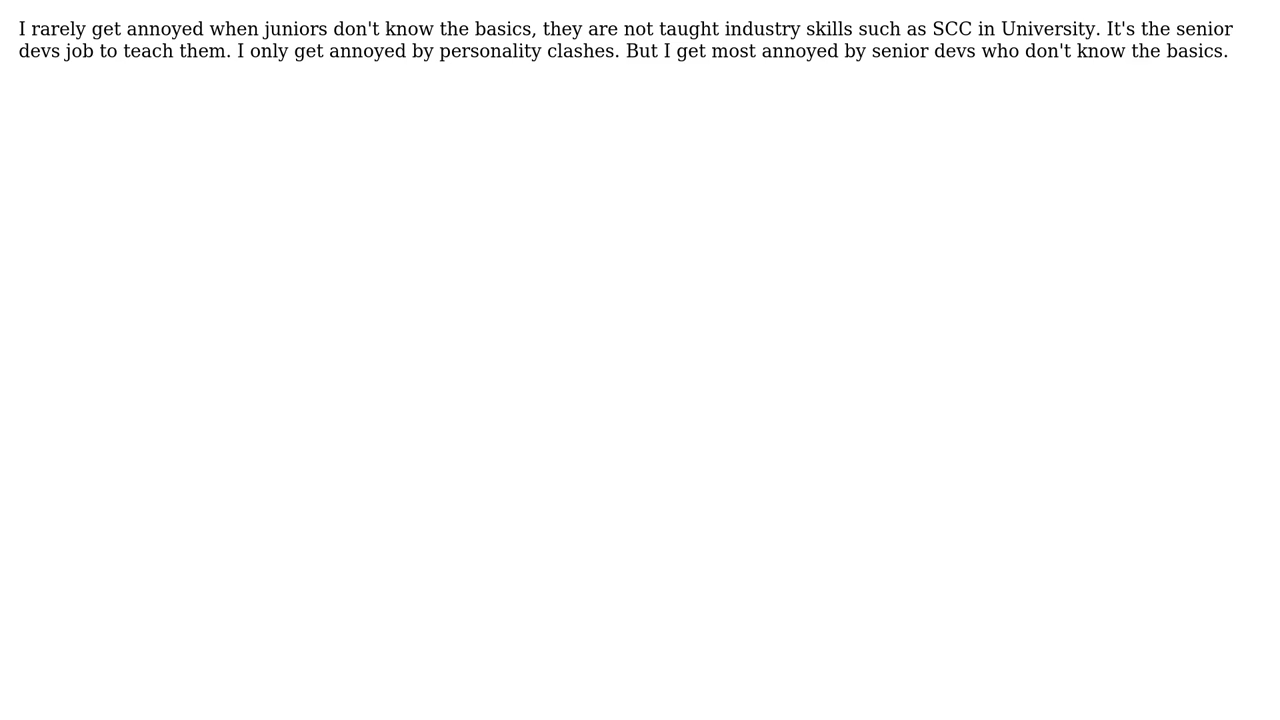 I rarely get annoyed when juniors don't know the basics, they are not taught industry skills such as SCC in University. It's the senior
devs job to teach them. I only get annoyed by personality clashes. But I get most annoyed by senior devs who don't know the basics.